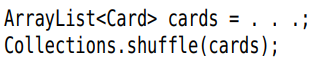 ArrayList<Card> cards = . . .;
Collections.shuffle(cards);